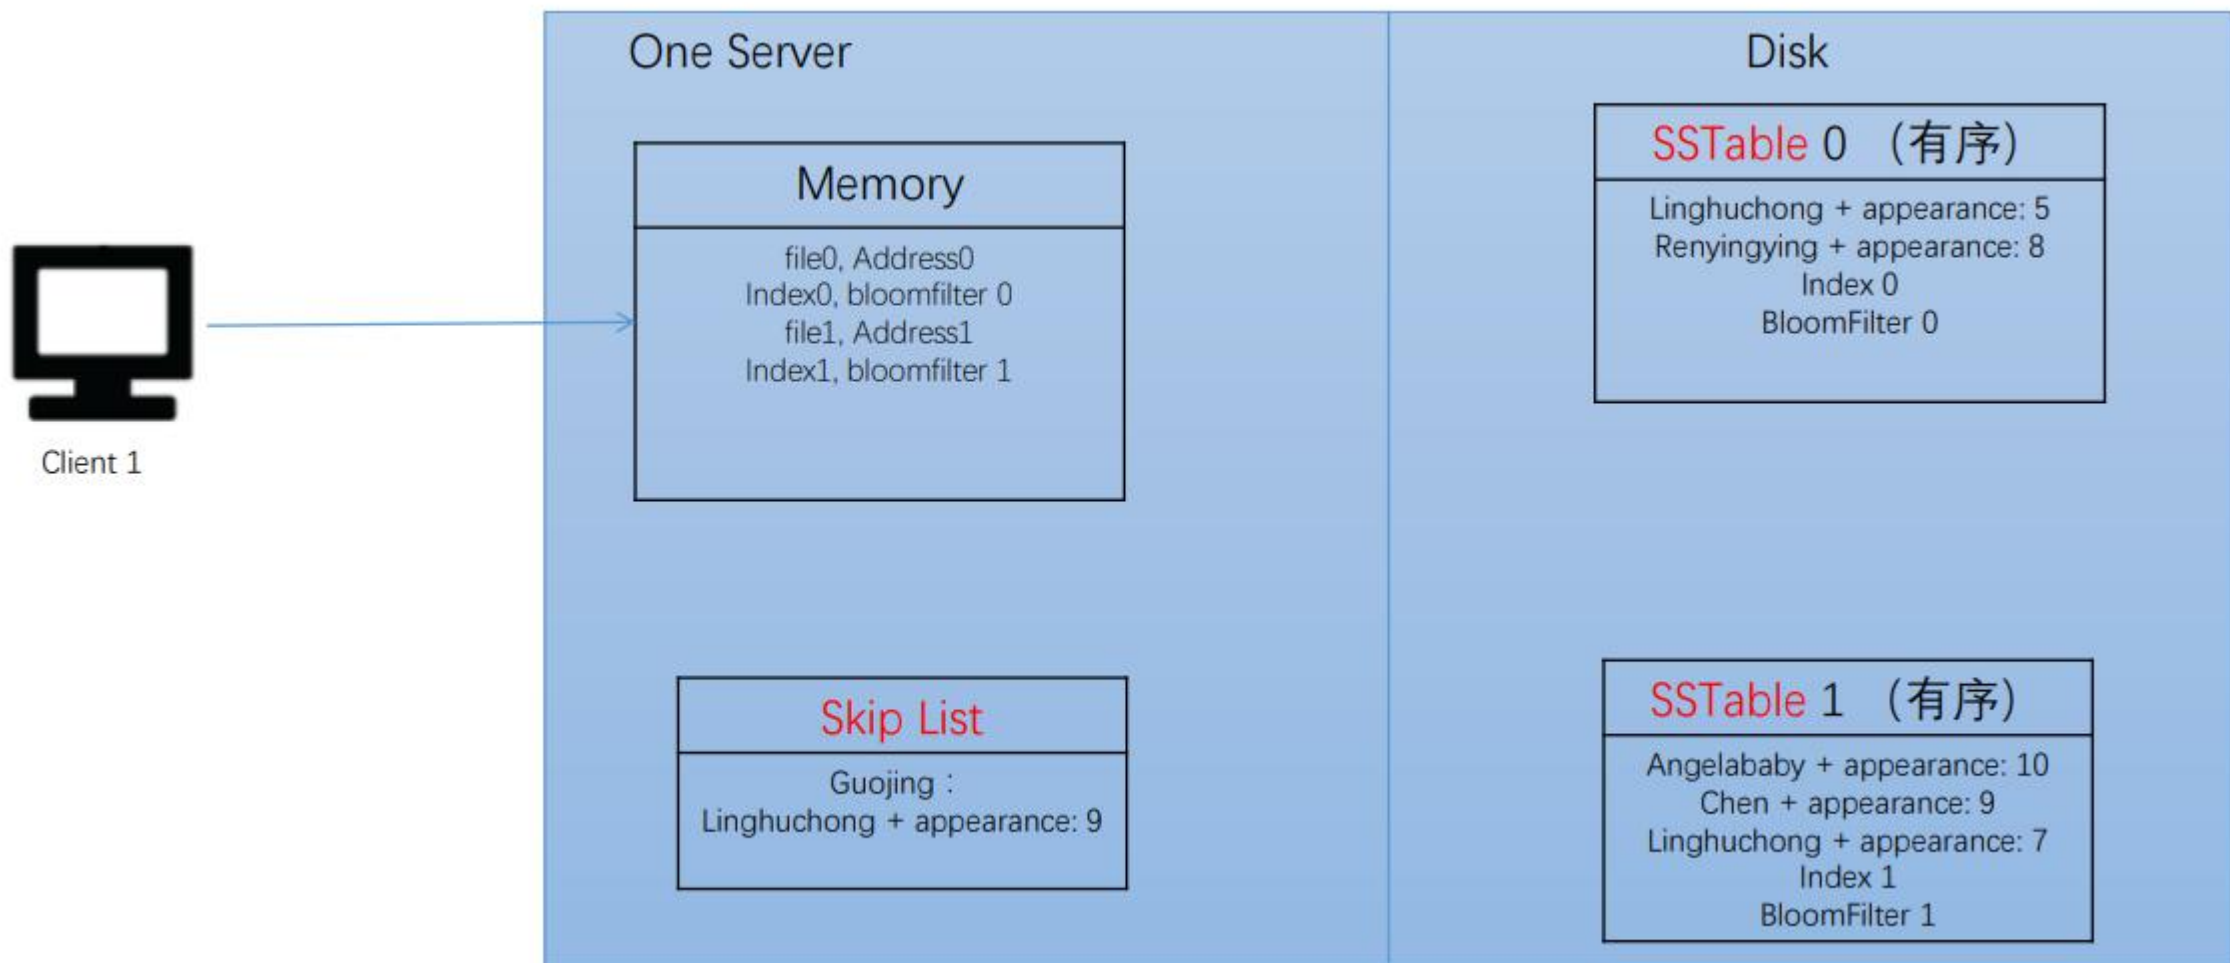 One Server
Disk
Memory
file0, Address0
Index0, bloomfilter 0
file1, Address1
Index1, bloomfilter 1
SSTable 0 （有序）
Linghuchong + appearance: 5
Renyingying + appearance: 8
Index 0
BloomFilter 0
Client 1
Skip List
Guojing：
Linghuchong + appearance: 9
SSTable 1 （有序）
Angelababy + appearance: 10
Chen + appearance: 9
Linghuchong + appearance: 7
Index 1
BloomFilter 1